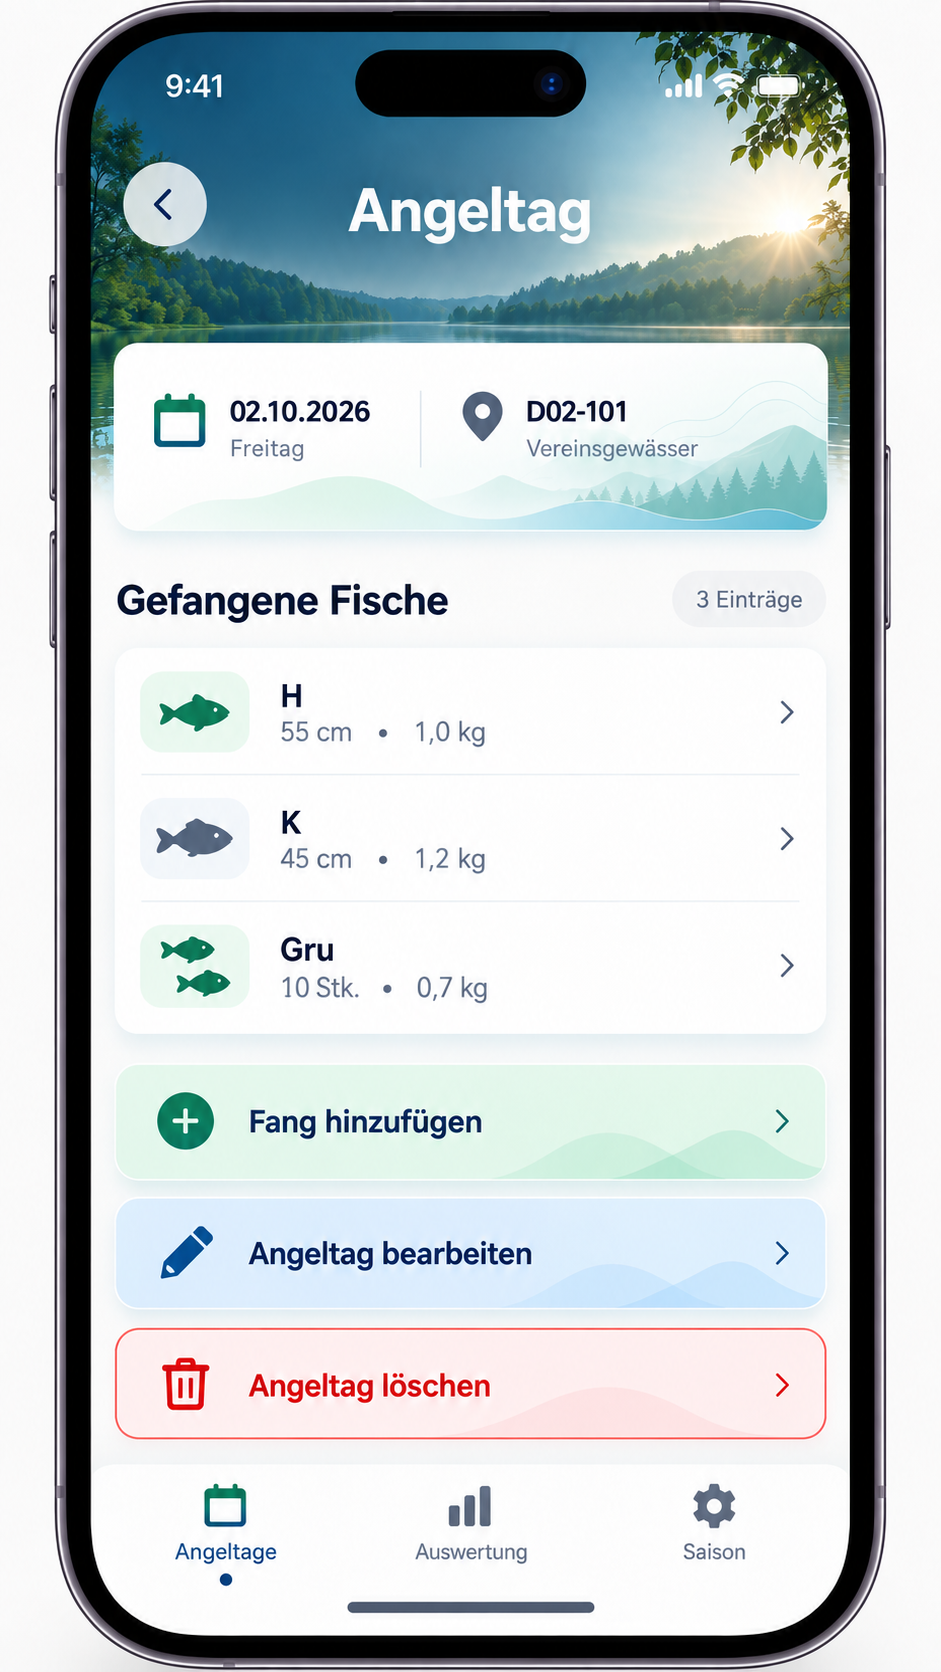 9:41
Angeltag
02.10.2026
Freitag
D02-101
Vereinsgewässer
Gefangene Fische
3 Einträge
H
55 cm • 1,0 kg
K
45 cm • 1,2 kg
Gru
10 Stk. • 0,7 kg
Fang hinzufügen
Angeltag bearbeiten
Angeltag löschen
Angeltage
Auswertung
Saison